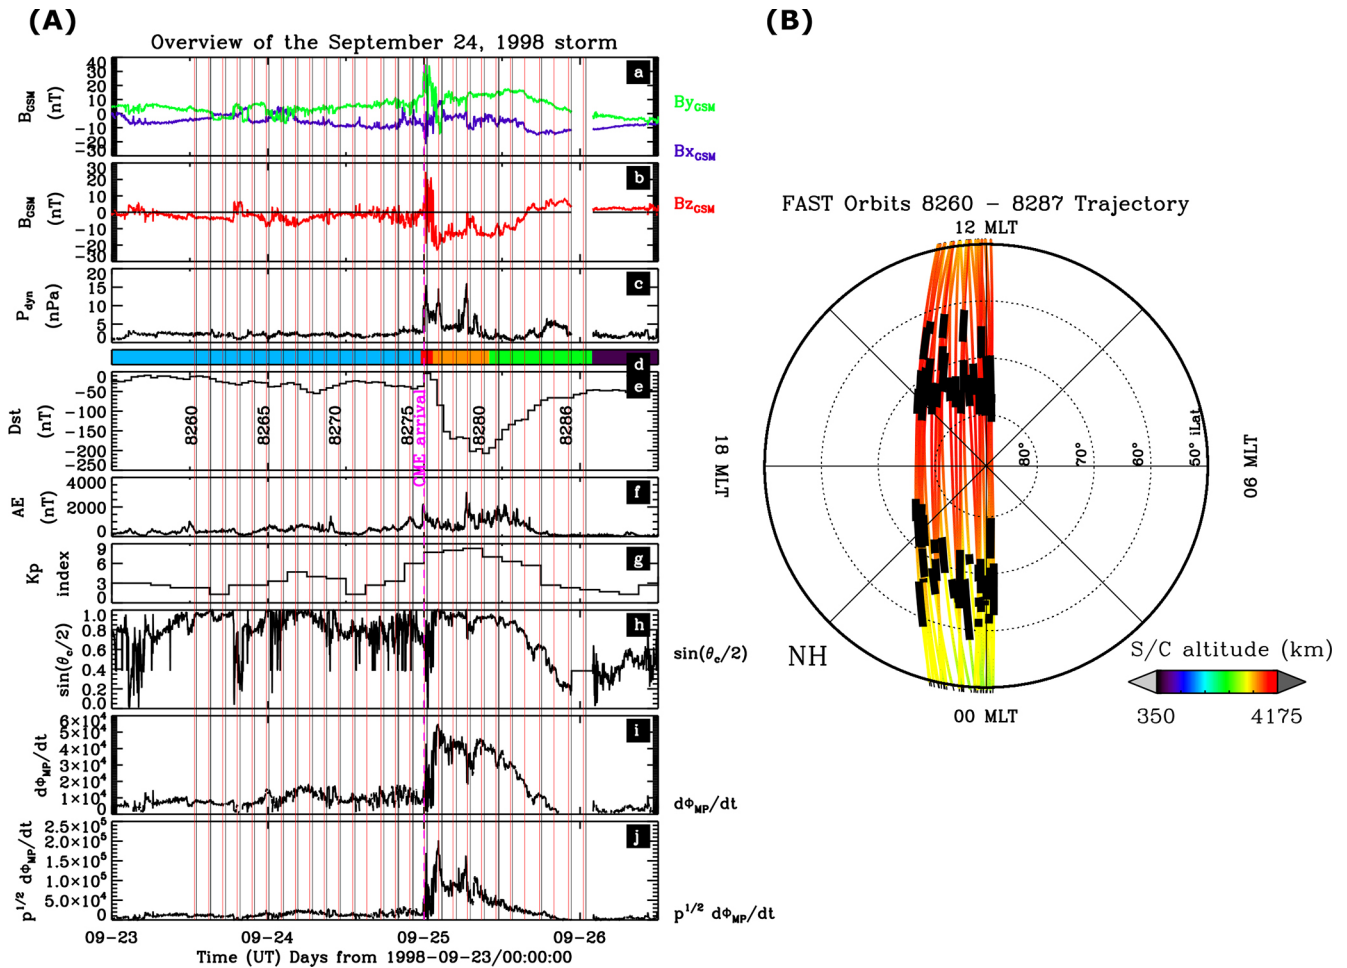 (A)
Overview of the September 24, 1998 storm
40
30
20
10
0
−10
−20
−30
B_GSM
(nT)
a
By_GSM
Bx_GSM
30
20
10
0
−10
−20
−30
B_GSM
(nT)
b
Bz_GSM
20
15
10
5
0
P_dyn
(nPa)
c
d
0
−50
−100
−150
−200
−250
Dst
(nT)
e
8260
8265
8270
8275
CME arrival
8280
8286
4000
2000
0
AE
(nT)
f
9
6
3
0
Kp
index
g
1.0
0.8
0.6
0.4
0.2
0.0
sin(θ_c/2)
h
sin(θ_c/2)
6×10⁴
5×10⁴
4×10⁴
3×10⁴
2×10⁴
1×10⁴
0
dΦ_MP/dt
i
dΦ_MP/dt
2.5×10⁵
2.0×10⁵
1.5×10⁵
1.0×10⁵
5.0×10⁴
0
p^1/2 dΦ_MP/dt
j
p^1/2 dΦ_MP/dt
09−23
09−24
09−25
09−26
Time (UT) Days from 1998−09−23/00:00:00
(B)
FAST Orbits 8260 − 8287 Trajectory
12 MLT
18 MLT
06 MLT
80°
70°
60°
50° iLat
00 MLT
NH
S/C altitude (km)
350
4175